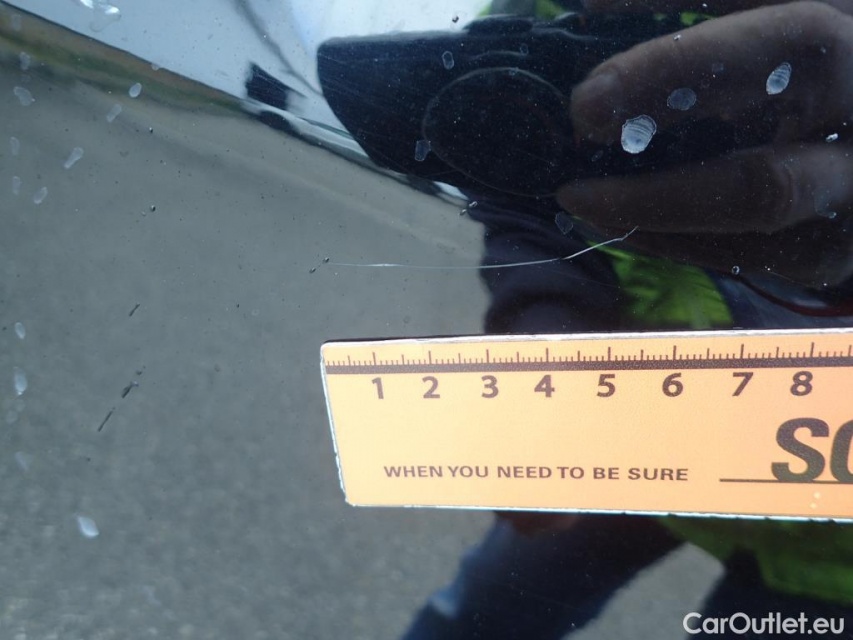 1 2 3 4 5 6 7 8
WHEN YOU NEED TO BE SURE
CarOutlet.eu